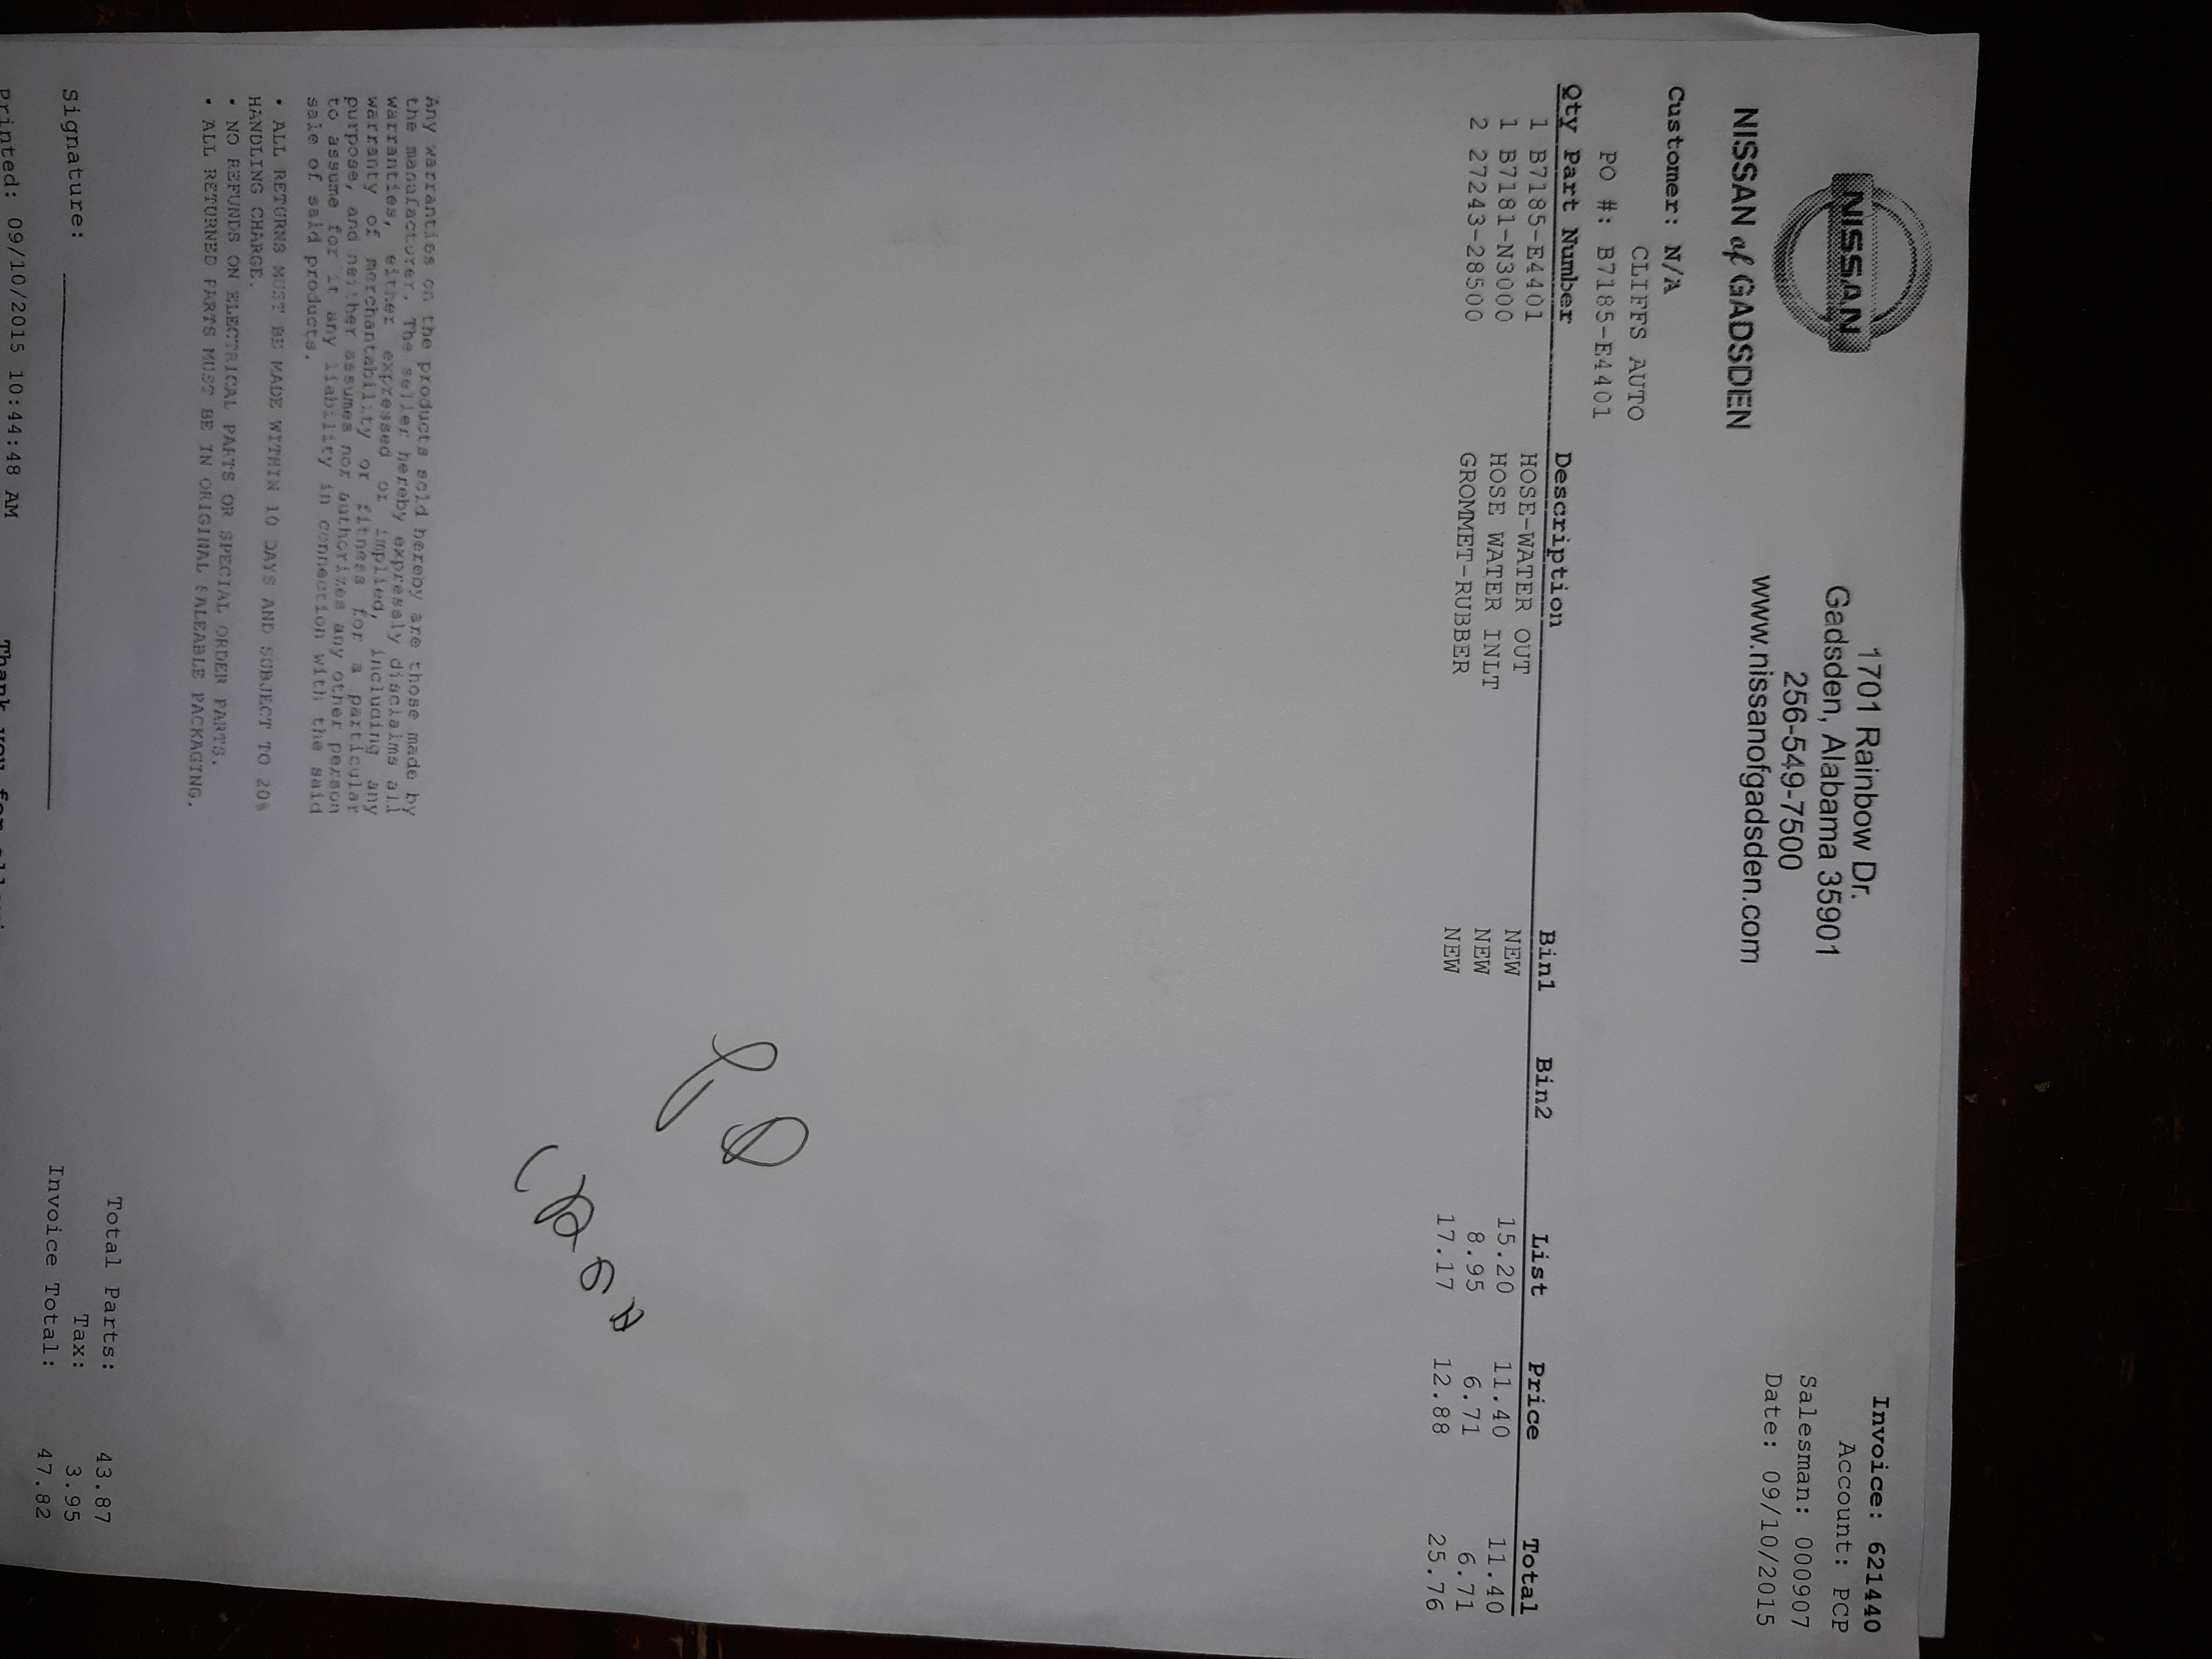 NISSAN
NISSAN of GADSDEN
1701 Rainbow Dr.
Gadsden, Alabama 35901
256-549-7500
www.nissanofgadsden.com
Invoice: 621440
Account: PCP
Salesman: 000907
Date: 09/10/2015
Customer: N/A
CLIFFS AUTO
PO #: B7185-E4401
Qty Part Number Description Bin1 Bin2 List Price Total
1 B7185-E4401 HOSE-WATER OUT NEW 15.20 11.40 11.40
1 B7181-N3000 HOSE WATER INLT NEW 8.95 6.71 6.71
2 27243-28500 GROMMET-RUBBER NEW 17.17 12.88 25.76
Any warranties on the products sold hereby are those made by
the manufacturer. The seller hereby expressly disclaims all
warranties, either expressed or implied, including any
warranty of merchantability or fitness for a particular
purpose, and neither assumes nor authorizes any other person
to assume for it any liability in connection with the said
sale of said products.
• ALL RETURNS MUST BE MADE WITHIN 10 DAYS AND SUBJECT TO 20%
HANDLING CHARGE.
• NO REFUNDS ON ELECTRICAL PARTS OR SPECIAL ORDER PARTS.
• ALL RETURNED PARTS MUST BE IN ORIGINAL SALEABLE PACKAGING.
Total Parts: 43.87
Tax: 3.95
Invoice Total: 47.82
Signature:
Printed: 09/10/2015 10:44:48 AM
Thank you for